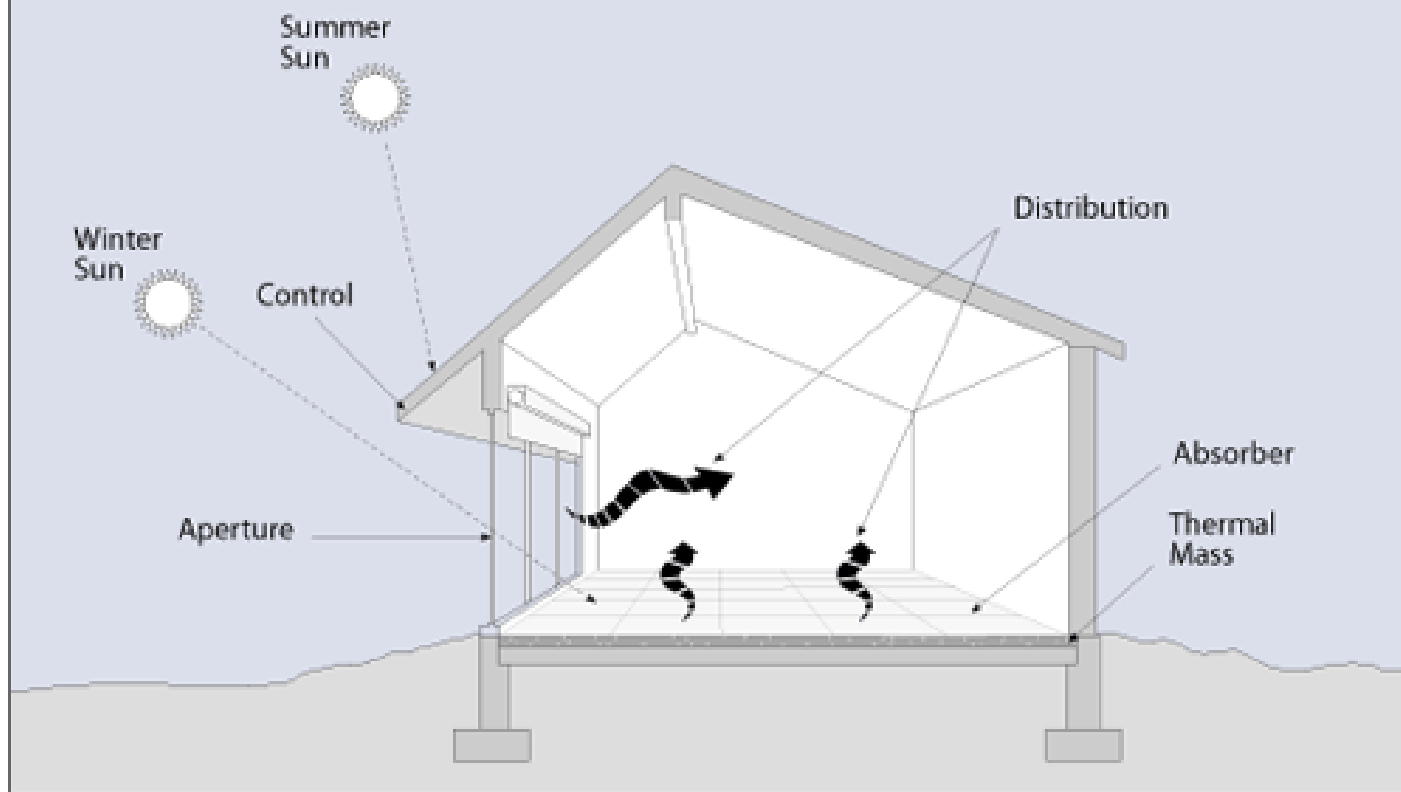 Summer
Sun
Winter
Sun
Control
Distribution
Aperture
Absorber
Thermal
Mass